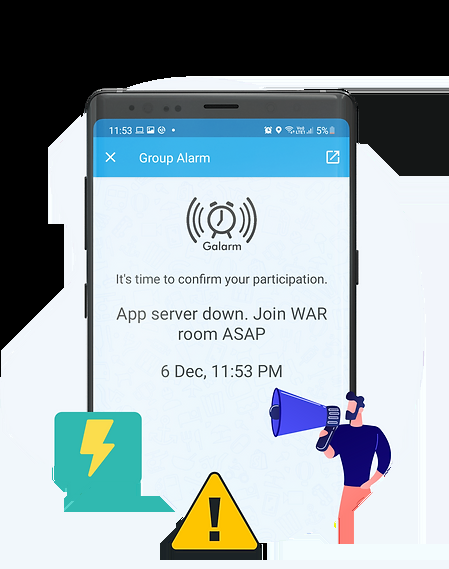 11:53
5%
Group Alarm
Galarm
It's time to confirm your participation.
App server down. Join WAR
room ASAP
6 Dec, 11:53 PM
!